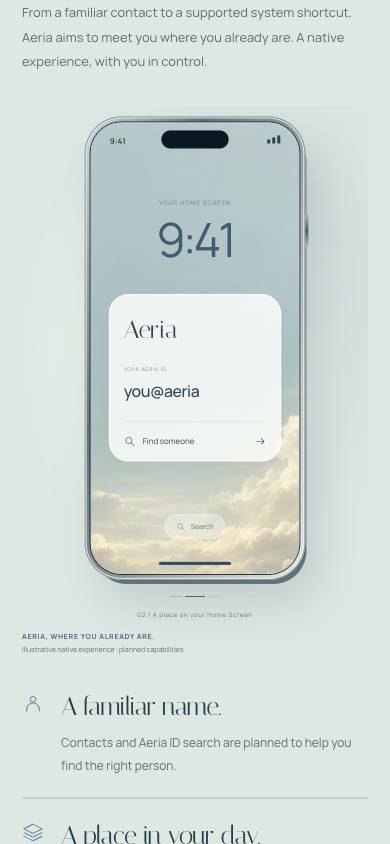 From a familiar contact to a supported system shortcut,
Aeria aims to meet you where you already are. A native
experience, with you in control.
9:41
YOUR HOME SCREEN
9:41
Aeria
YOUR AERIA ID
you@aeria
Find someone
Search
02 / A place on your Home Screen
AERIA, WHERE YOU ALREADY ARE.
Illustrative native experience · planned capabilities
A familiar name.
Contacts and Aeria ID search are planned to help you
find the right person.
A place in your day.